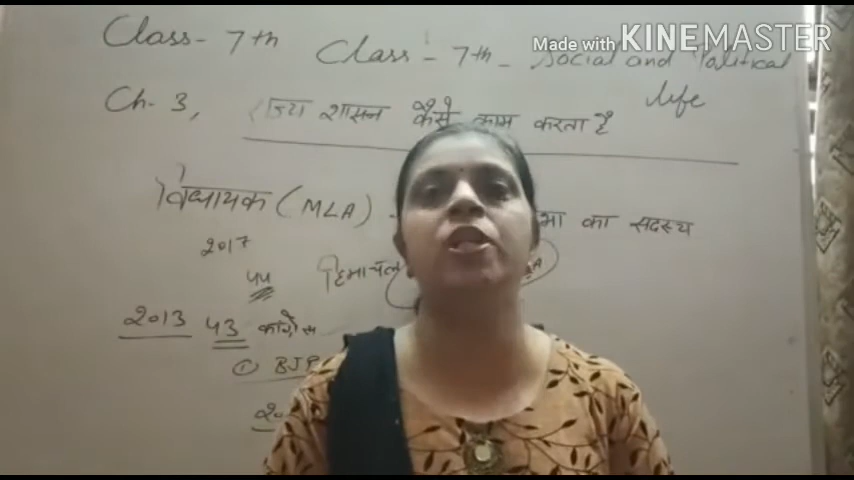 Class - 7th
Class - 7th - Social and Political life
Made with KINEMASTER
Ch. 3, राज्य शासन कैसे काम करता है
विधायक (MLA) - भा का सदस्य
2017
44 हिमाचल
2013 43 कांग्रेस
① BJP